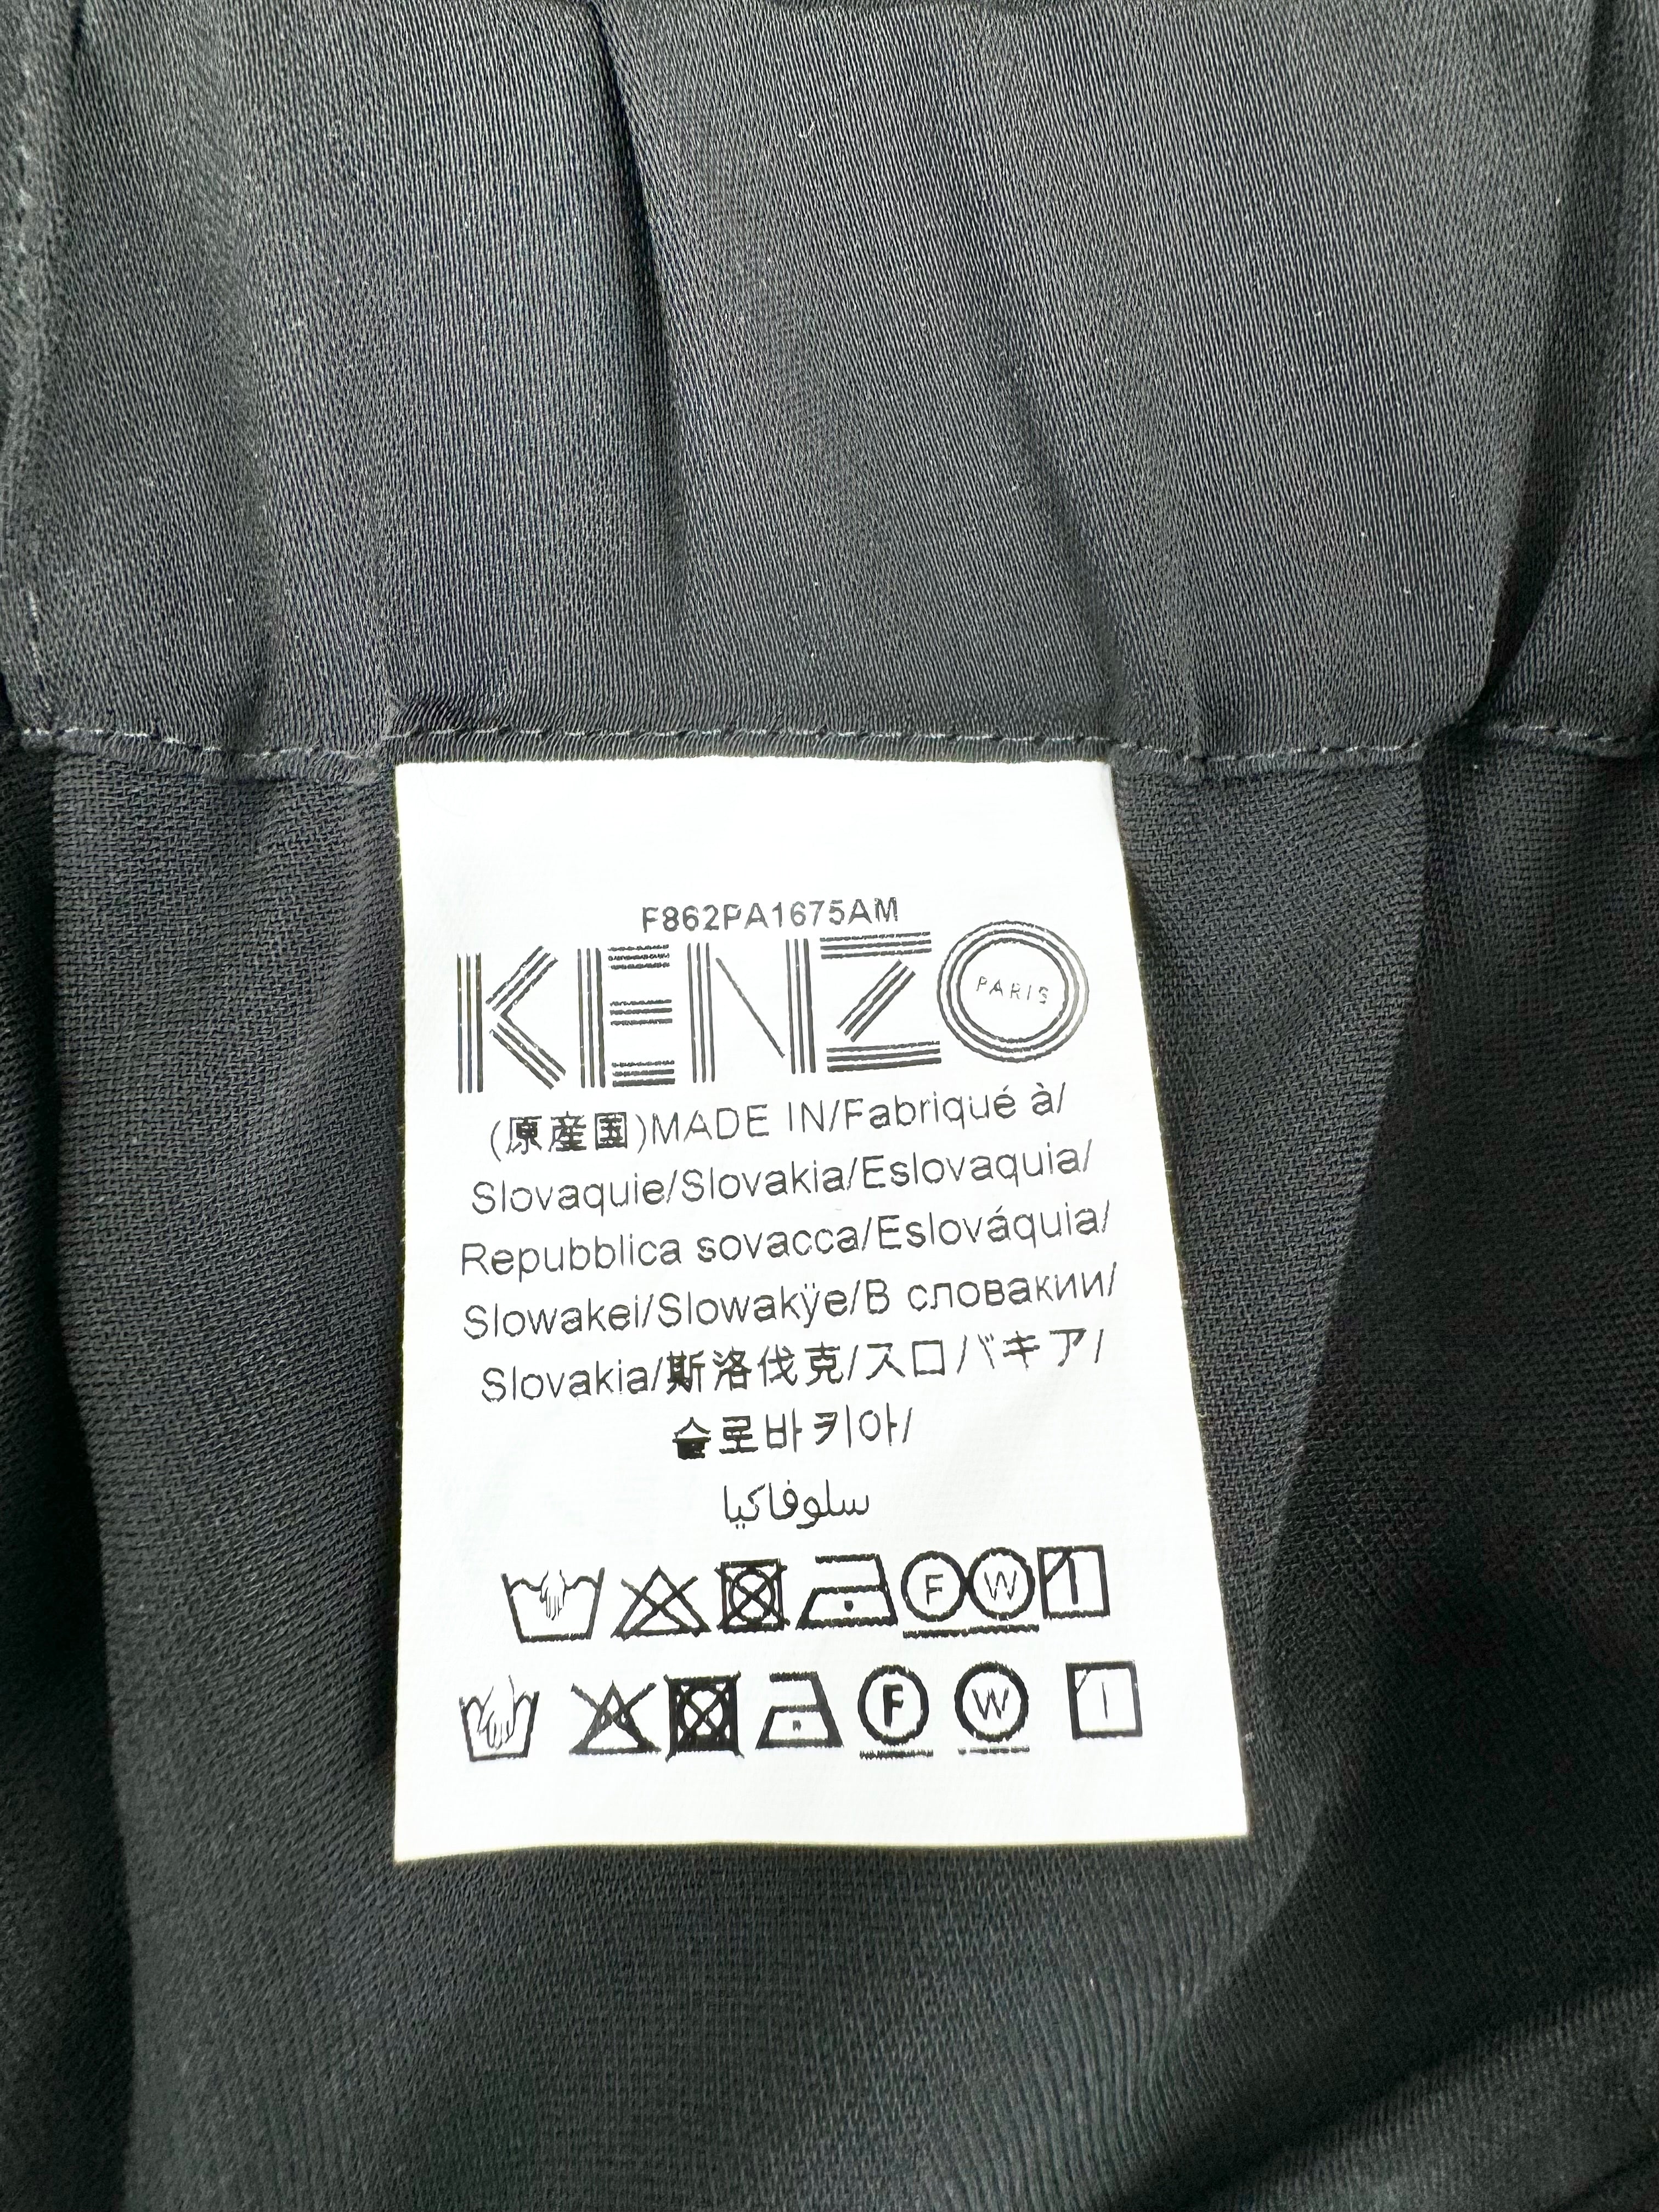 F862PA1675AM
KENZO PARIS
(原産国)MADE IN/Fabriqué à/
Slovaquie/Slovakia/Eslovaquia/
Repubblica sovacca/Eslováquia/
Slowakei/Slowakÿe/В словакии/
Slovakia/斯洛伐克/スロバキア/
슬로바키아/
سلوفاكيا
F W
F W